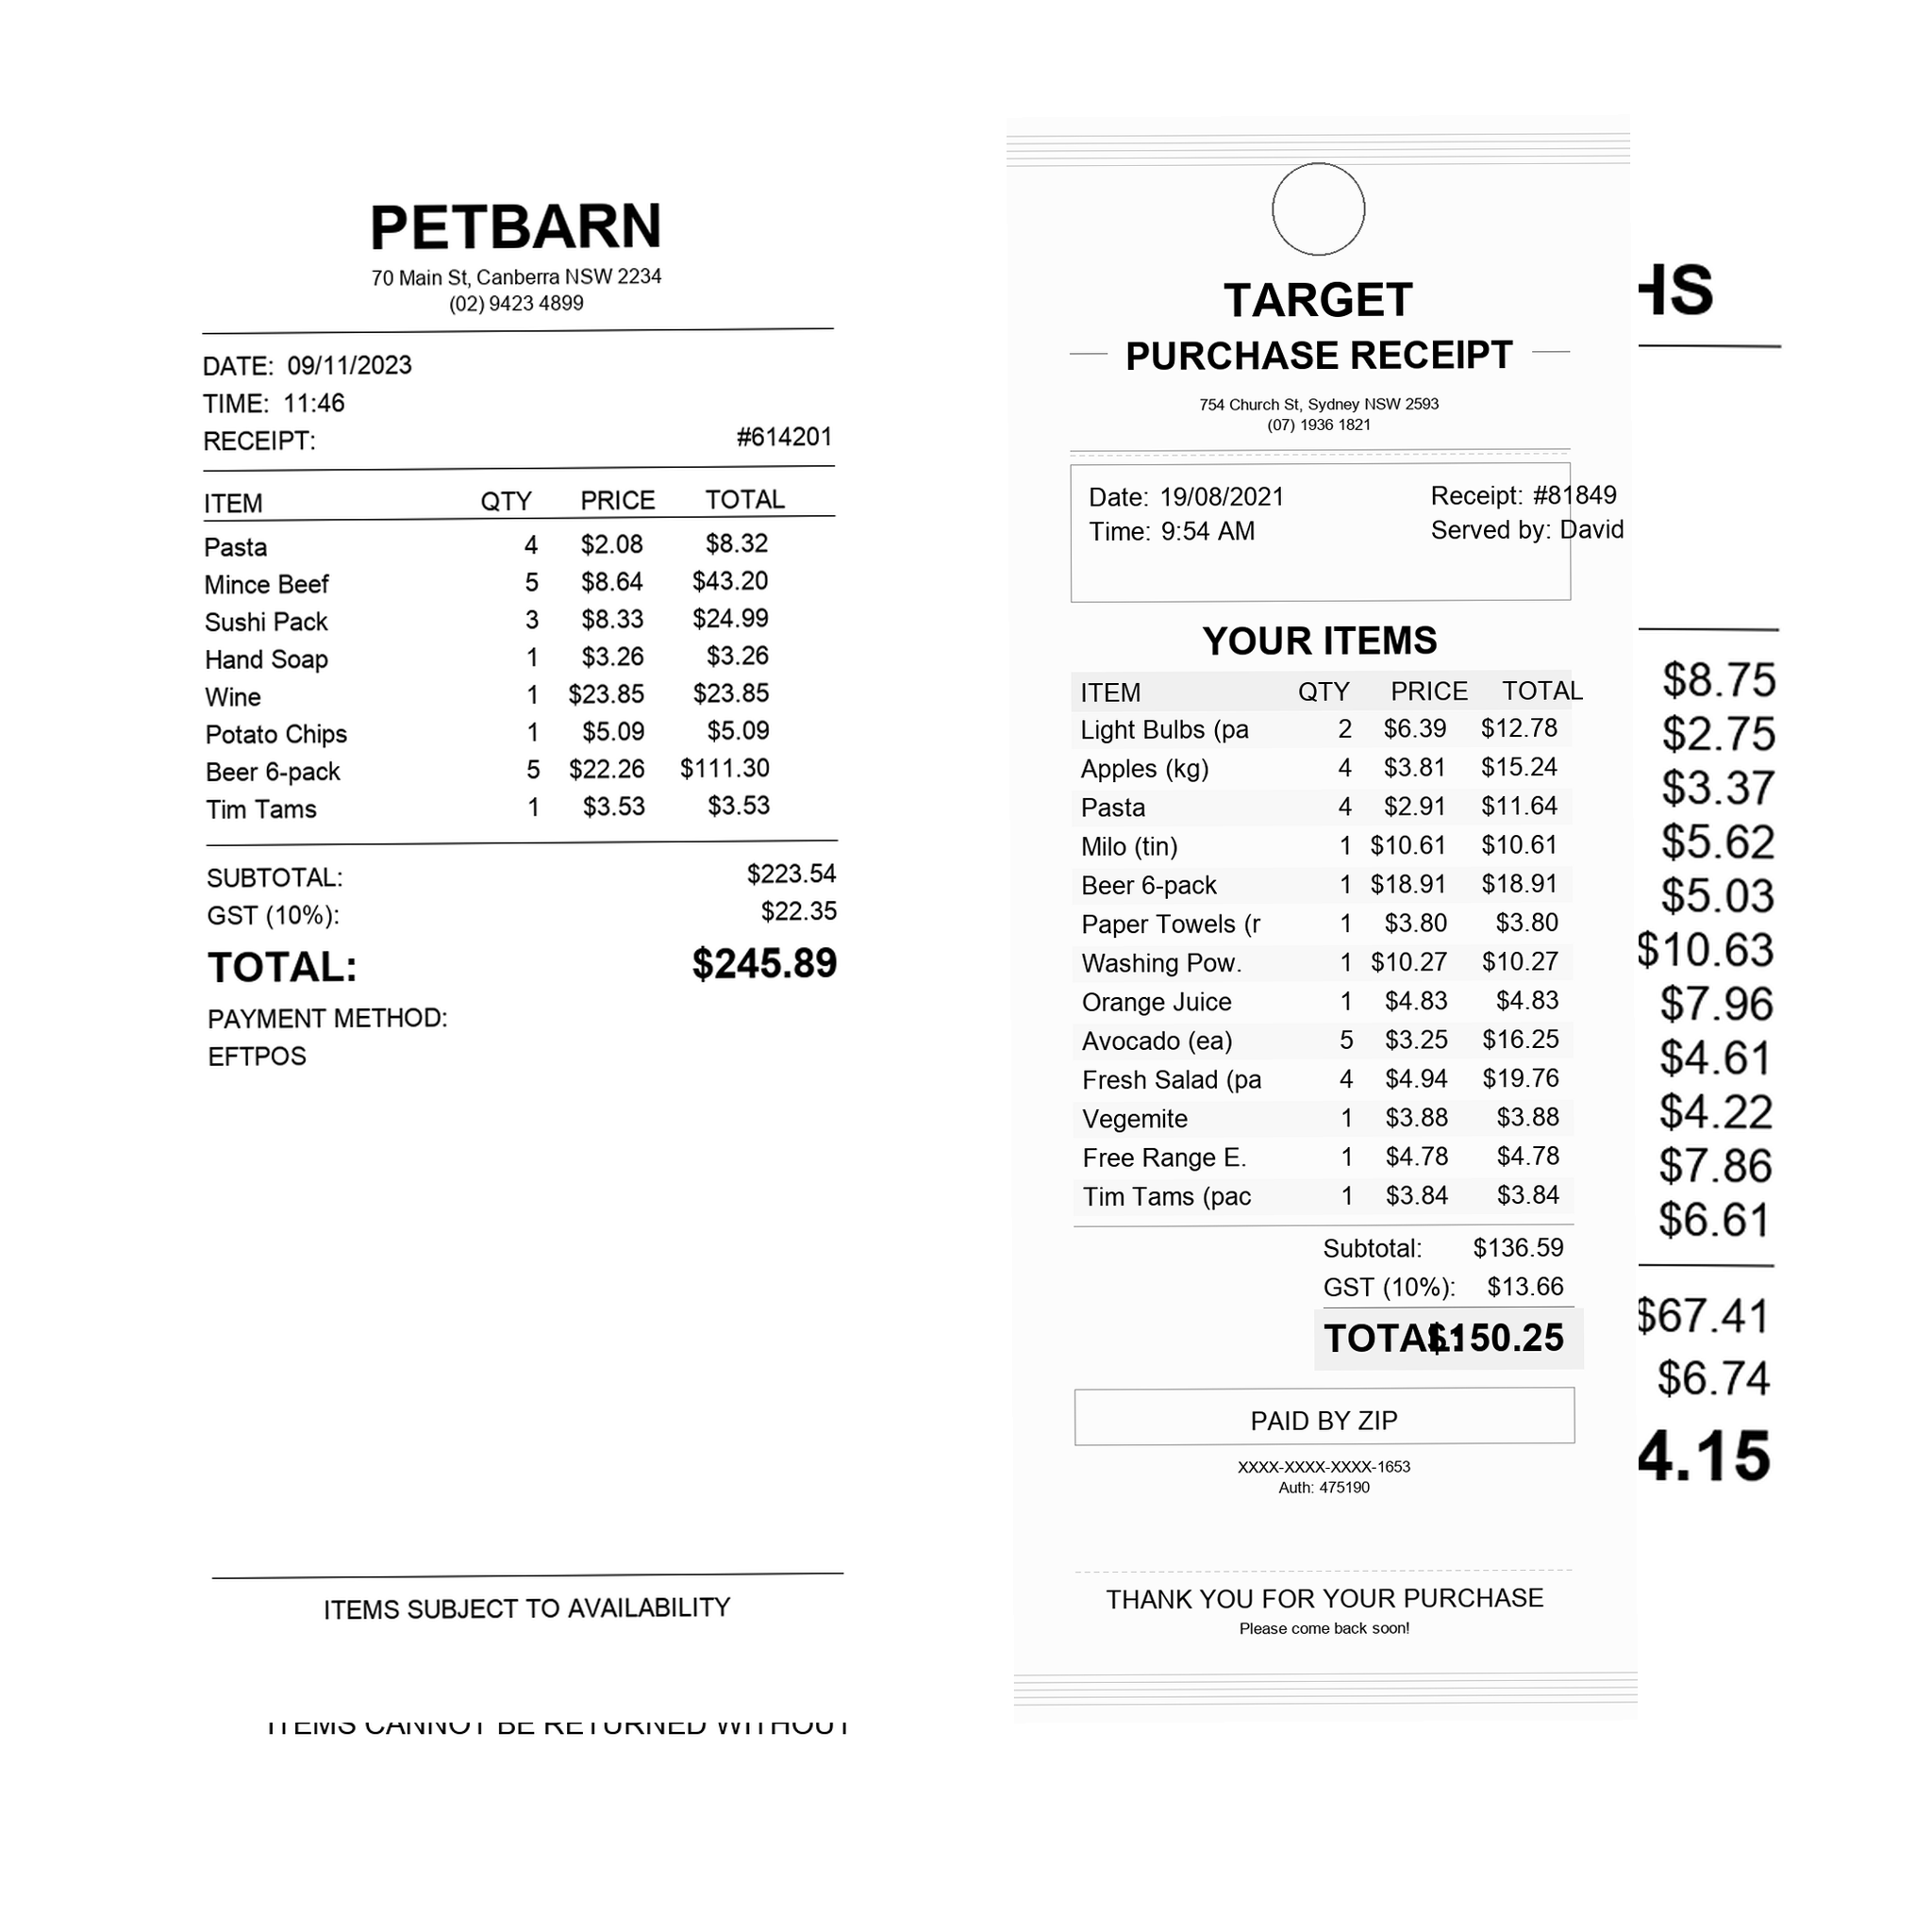 PETBARN
70 Main St, Canberra NSW 2234
(02) 9423 4899
DATE: 09/11/2023
TIME: 11:46
RECEIPT: #614201
ITEM QTY PRICE TOTAL
Pasta 4 $2.08 $8.32
Mince Beef 5 $8.64 $43.20
Sushi Pack 3 $8.33 $24.99
Hand Soap 1 $3.26 $3.26
Wine 1 $23.85 $23.85
Potato Chips 1 $5.09 $5.09
Beer 6-pack 5 $22.26 $111.30
Tim Tams 1 $3.53 $3.53
SUBTOTAL: $223.54
GST (10%): $22.35
TOTAL: $245.89
PAYMENT METHOD:
EFTPOS
ITEMS SUBJECT TO AVAILABILITY
ITEMS CANNOT BE RETURNED WITHOUT
TARGET
PURCHASE RECEIPT
754 Church St, Sydney NSW 2593
(07) 1936 1821
Date: 19/08/2021 Receipt: #81849
Time: 9:54 AM Served by: David
YOUR ITEMS
ITEM QTY PRICE TOTAL
Light Bulbs (pa 2 $6.39 $12.78
Apples (kg) 4 $3.81 $15.24
Pasta 4 $2.91 $11.64
Milo (tin) 1 $10.61 $10.61
Beer 6-pack 1 $18.91 $18.91
Paper Towels (r 1 $3.80 $3.80
Washing Pow. 1 $10.27 $10.27
Orange Juice 1 $4.83 $4.83
Avocado (ea) 5 $3.25 $16.25
Fresh Salad (pa 4 $4.94 $19.76
Vegemite 1 $3.88 $3.88
Free Range E. 1 $4.78 $4.78
Tim Tams (pac 1 $3.84 $3.84
Subtotal: $136.59
GST (10%): $13.66
TOTAL: $150.25
PAID BY ZIP
XXXX-XXXX-XXXX-1653
Auth: 475190
THANK YOU FOR YOUR PURCHASE
Please come back soon!
HS
$8.75
$2.75
$3.37
$5.62
$5.03
$10.63
$7.96
$4.61
$4.22
$7.86
$6.61
$67.41
$6.74
4.15